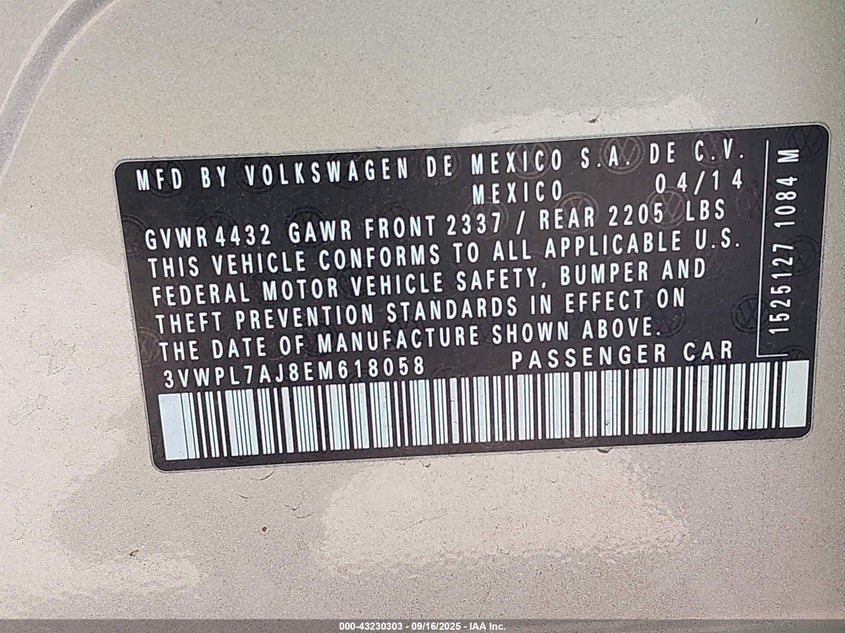 MFD BY VOLKSWAGEN DE MEXICO S.A. DE C.V.
MEXICO 04/14
GVWR 4432 GAWR FRONT 2337 / REAR 2205 LBS
THIS VEHICLE CONFORMS TO ALL APPLICABLE U.S.
FEDERAL MOTOR VEHICLE SAFETY, BUMPER AND
THEFT PREVENTION STANDARDS IN EFFECT ON
THE DATE OF MANUFACTURE SHOWN ABOVE.
3VWPL7AJ8EM618058 PASSENGER CAR
1525127 1084 M
000-43230303 - 09/16/2025 - IAA Inc.